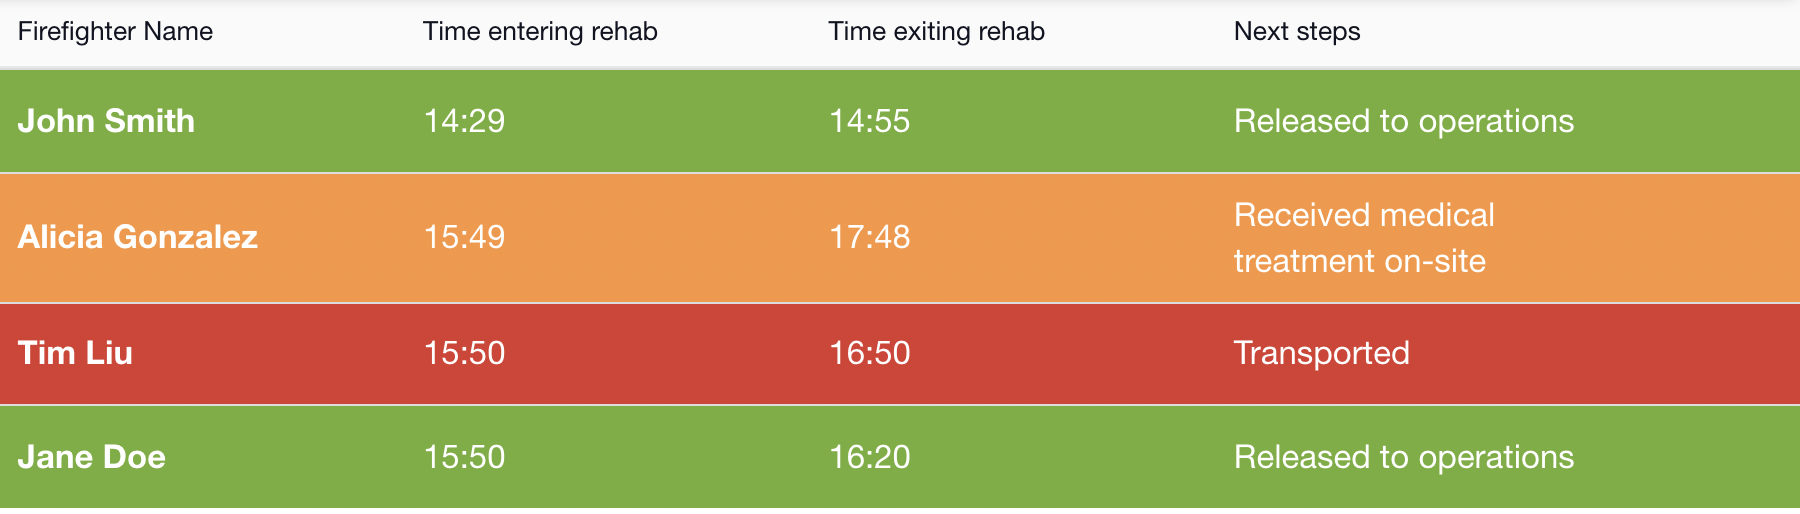 Firefighter Name Time entering rehab Time exiting rehab Next steps
John Smith 14:29 14:55 Released to operations
Alicia Gonzalez 15:49 17:48 Received medical
treatment on-site
Tim Liu 15:50 16:50 Transported
Jane Doe 15:50 16:20 Released to operations